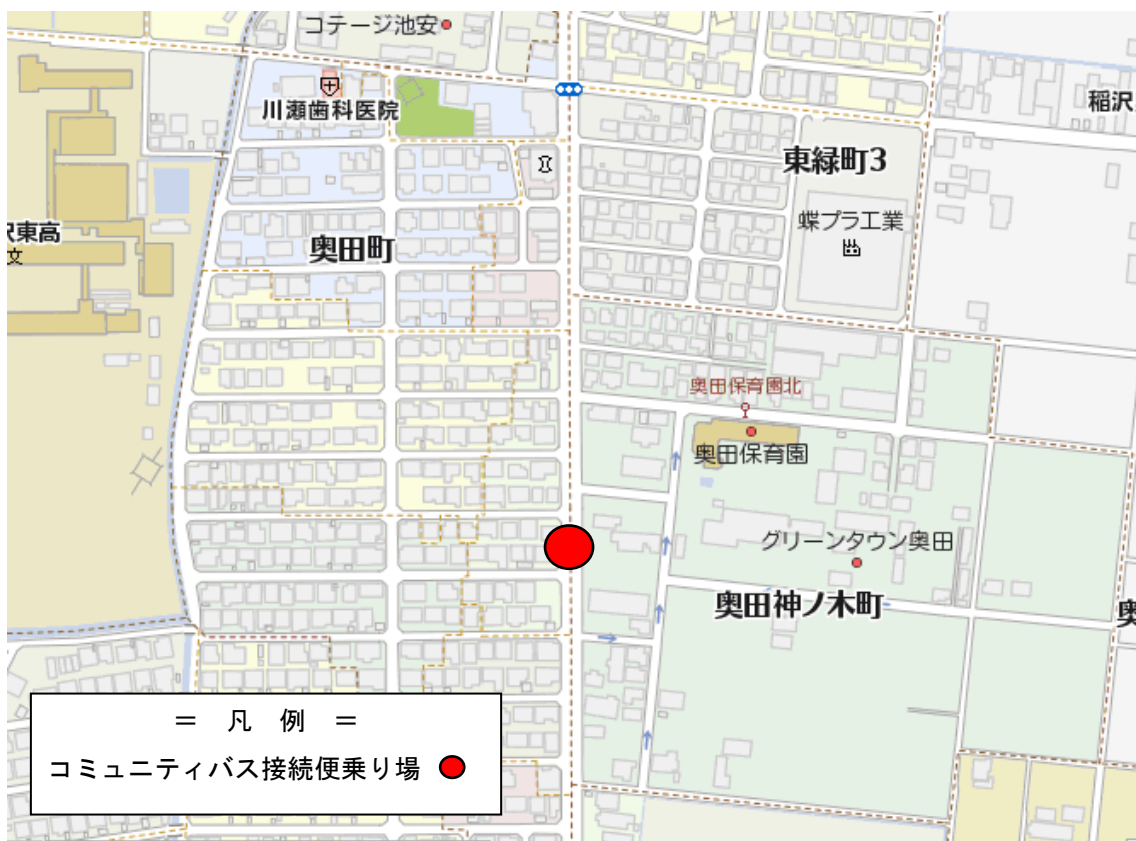 コテージ池安
川瀬歯科医院
稲沢
東緑町3
蝶プラ工業
沢東高
文
奥田町
奥田保育園北
奥田保育園
グリーンタウン奥田
奥田神ノ木町
奥
＝ 凡 例 ＝
コミュニティバス接続便乗り場